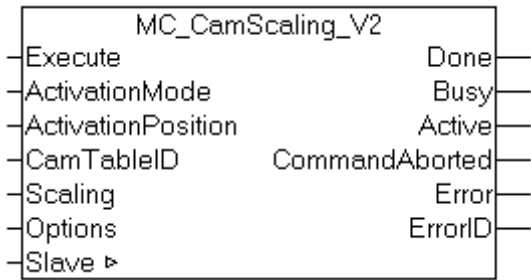 MC_CamScaling_V2
Execute Done
ActivationMode Busy
ActivationPosition Active
CamTableID CommandAborted
Scaling Error
Options ErrorID
Slave ▹